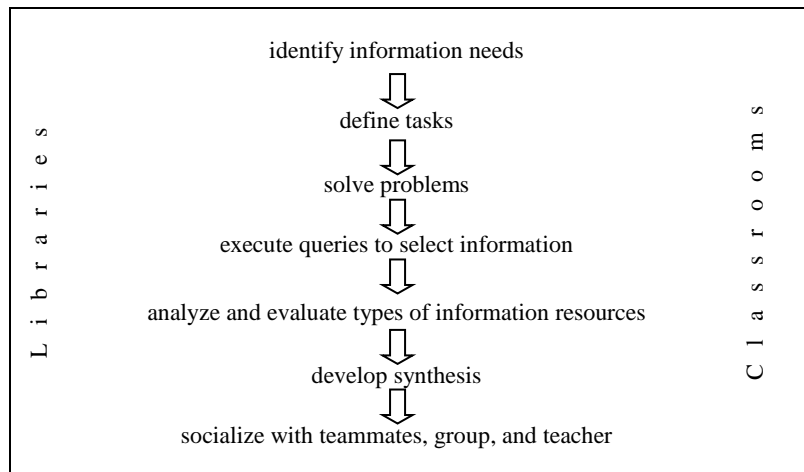 identify information needs
define tasks
solve problems
execute queries to select information
analyze and evaluate types of information resources
develop synthesis
socialize with teammates, group, and teacher
Libraries
Classrooms